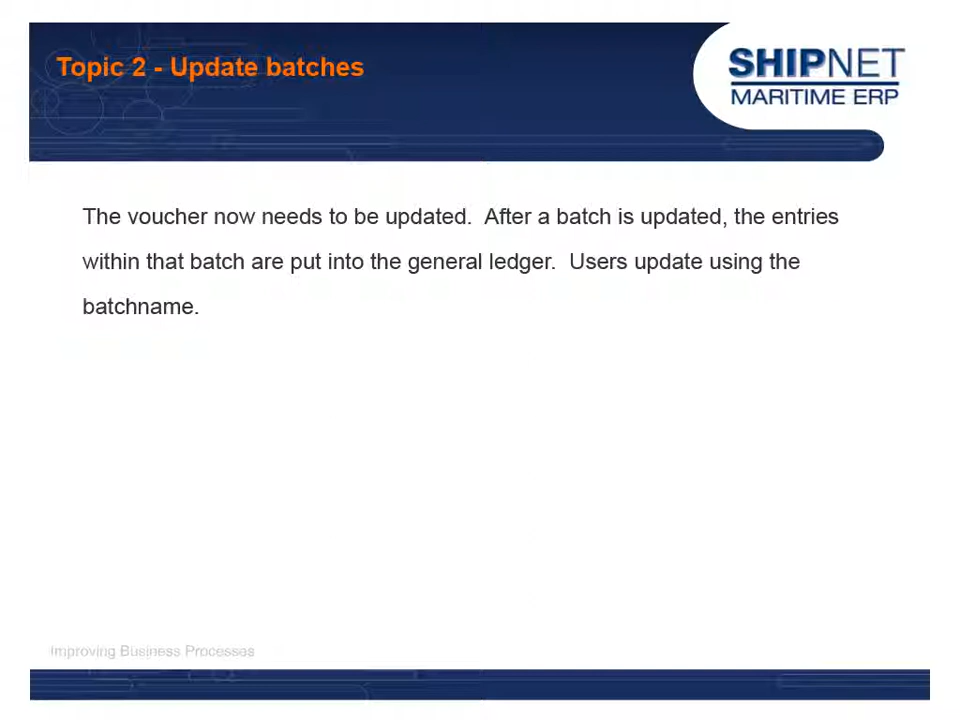 Topic 2 - Update batches
SHIPNET
MARITIME ERP
The voucher now needs to be updated.  After a batch is updated, the entries
within that batch are put into the general ledger.  Users update using the
batchname.
Improving Business Processes